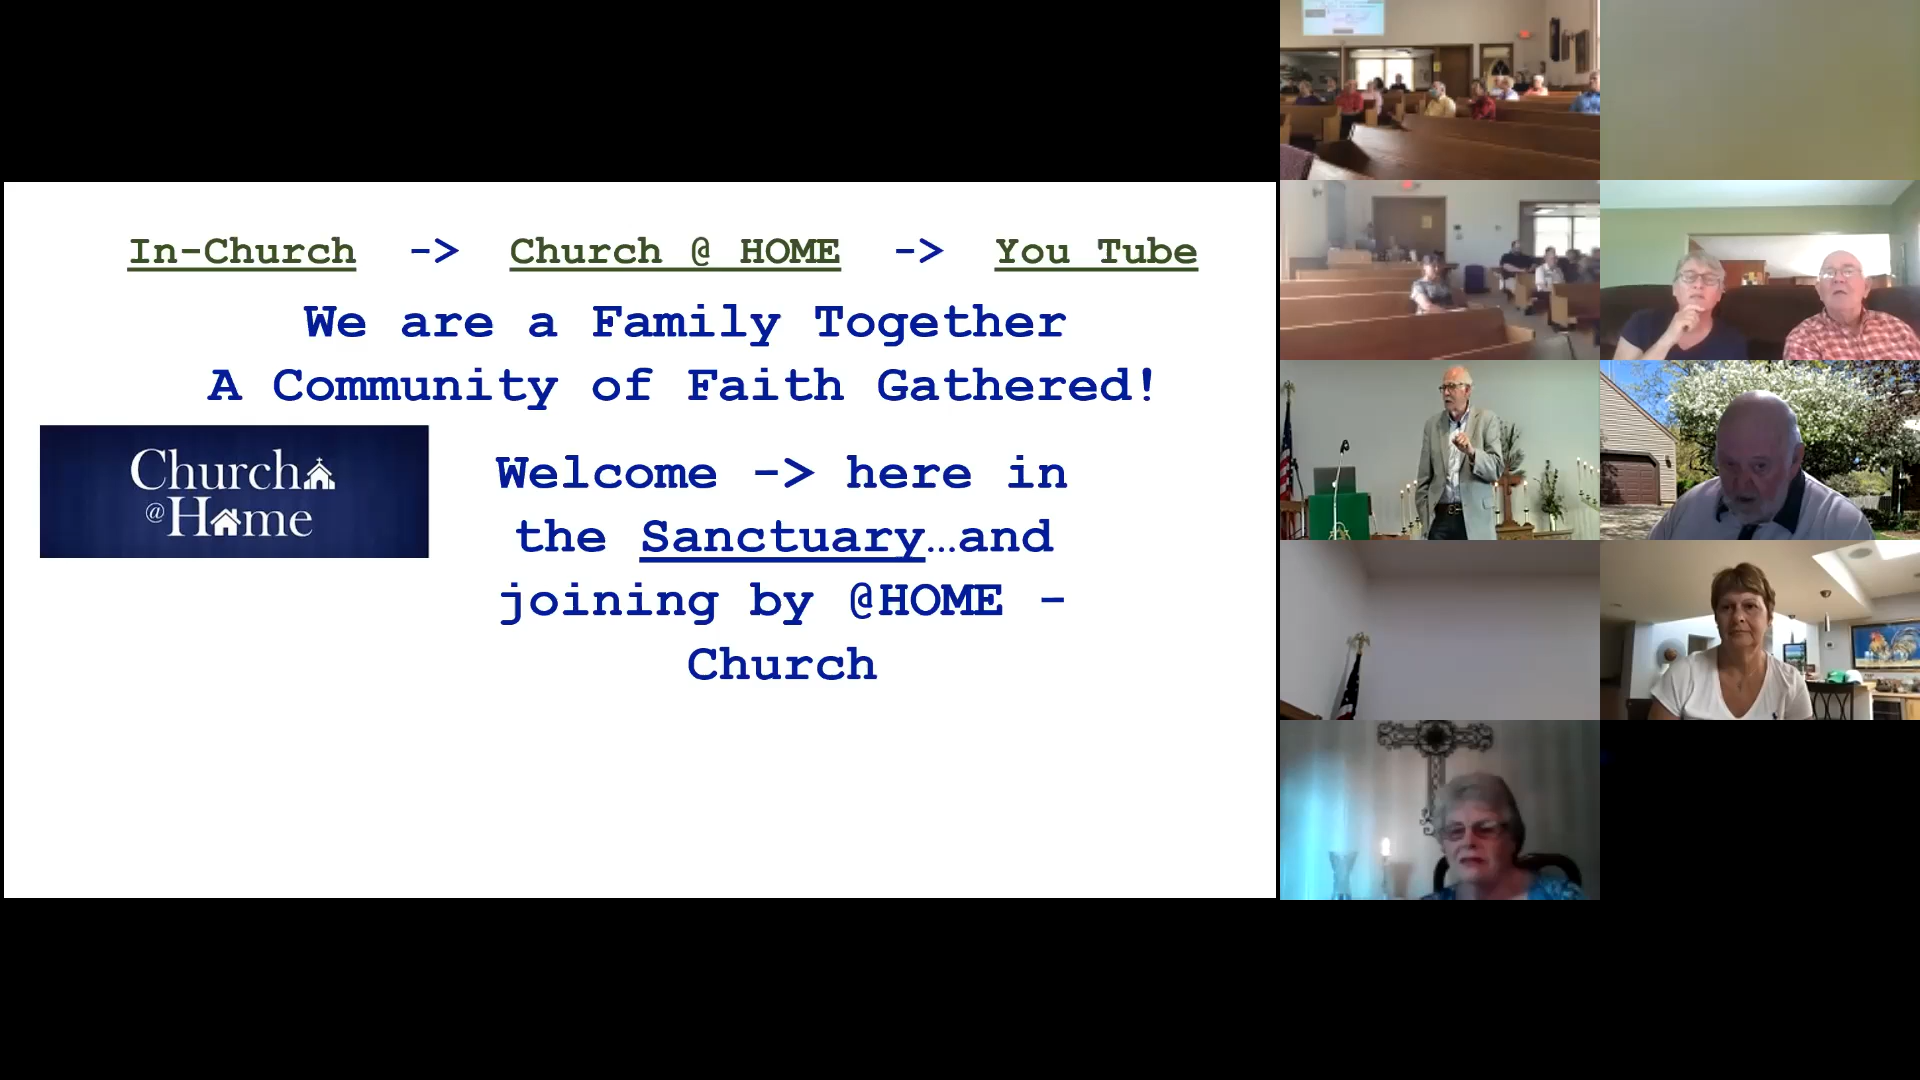 In-Church -> Church @ HOME -> You Tube
We are a Family Together
A Community of Faith Gathered!
Church
@Home
Welcome -> here in
the Sanctuary…and
joining by @HOME -
Church